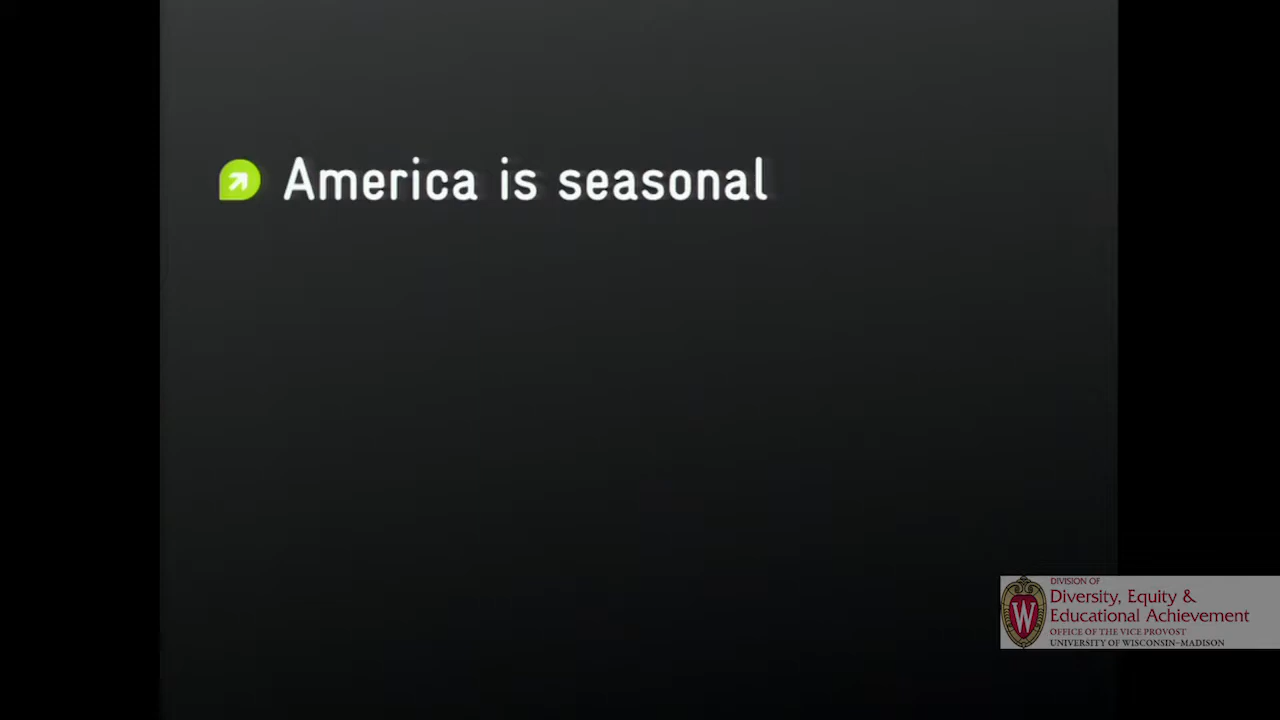 America is seasonal
DIVISION OF
Diversity, Equity &
Educational Achievement
OFFICE OF THE VICE PROVOST
UNIVERSITY OF WISCONSIN–MADISON
W